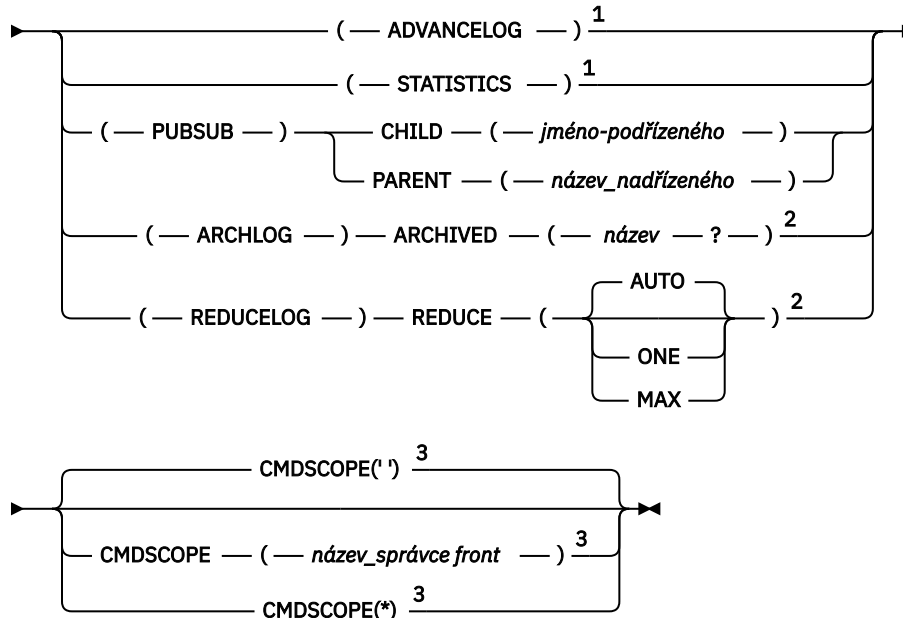 ( ADVANCELOG ) 1
( STATISTICS ) 1
( PUBSUB ) CHILD ( jméno-podřízeného )
PARENT ( název_nadřízeného )
( ARCHLOG ) ARCHIVED ( název ? ) 2
AUTO
( REDUCELOG ) REDUCE ( ) 2
ONE
MAX
CMDSCOPE(' ') 3
CMDSCOPE ( název_správce front ) 3
CMDSCOPE(*) 3